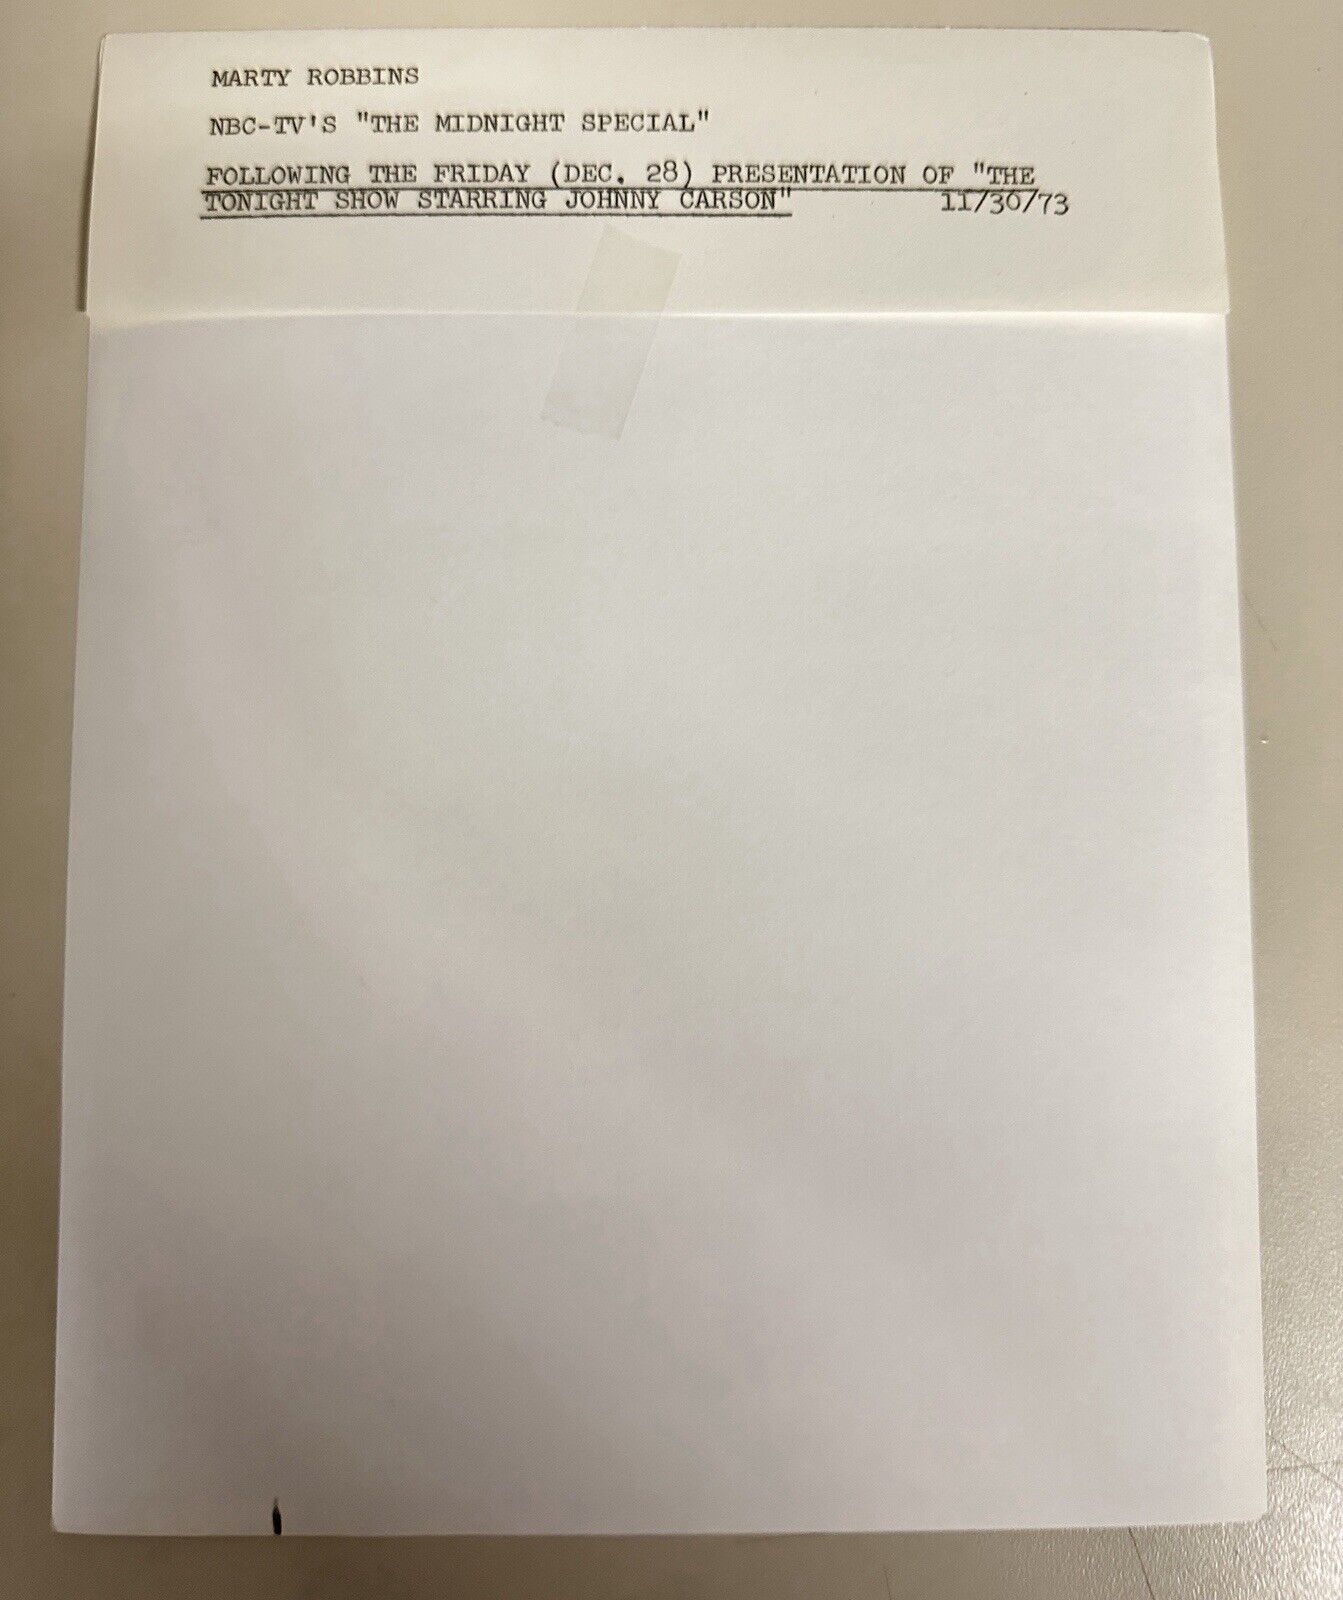 MARTY ROBBINS
NBC-TV'S "THE MIDNIGHT SPECIAL"
FOLLOWING THE FRIDAY (DEC. 28) PRESENTATION OF "THE
TONIGHT SHOW STARRING JOHNNY CARSON" 11/30/73